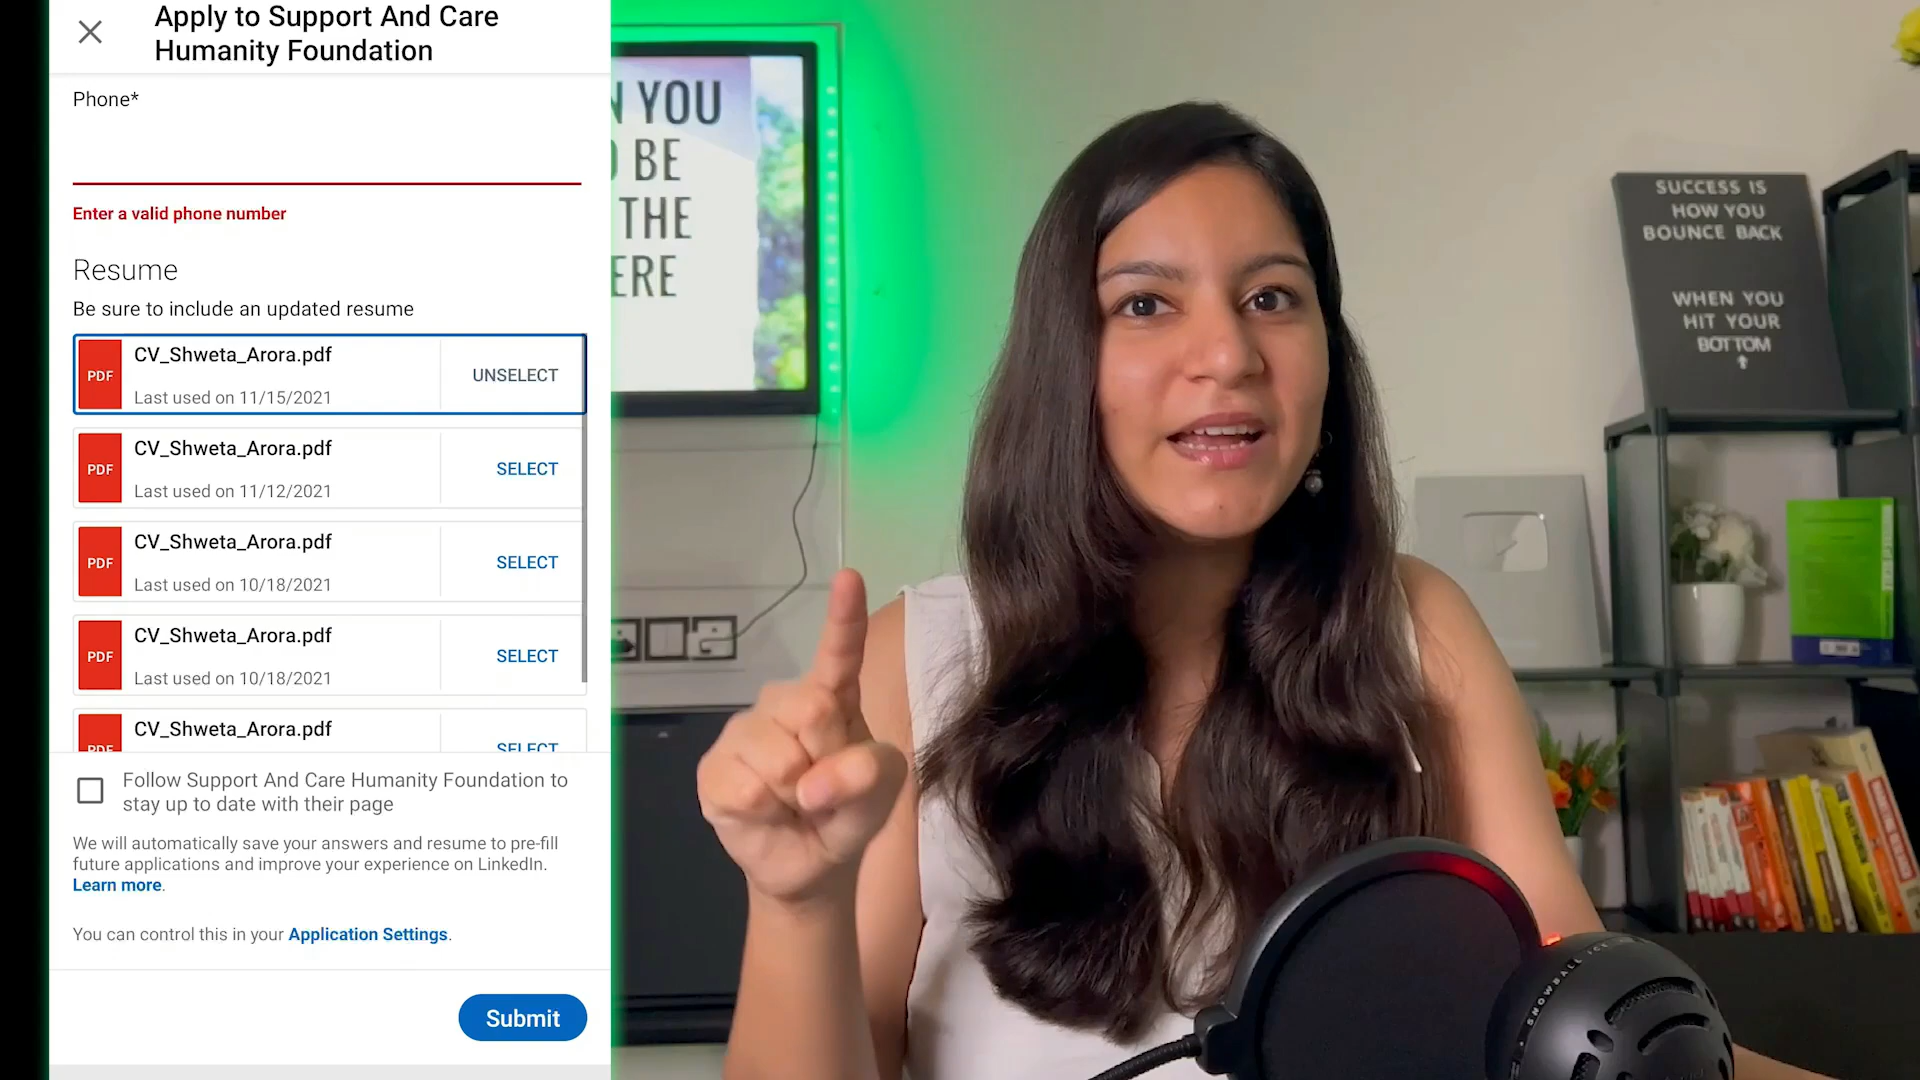 Apply to Support And Care
Humanity Foundation
Phone*
Enter a valid phone number
Resume
Be sure to include an updated resume
PDF
CV_Shweta_Arora.pdf
Last used on 11/15/2021
UNSELECT
PDF
CV_Shweta_Arora.pdf
Last used on 11/12/2021
SELECT
PDF
CV_Shweta_Arora.pdf
Last used on 10/18/2021
SELECT
PDF
CV_Shweta_Arora.pdf
Last used on 10/18/2021
SELECT
PDF
CV_Shweta_Arora.pdf
SELECT
Follow Support And Care Humanity Foundation to
stay up to date with their page
We will automatically save your answers and resume to pre-fill
future applications and improve your experience on LinkedIn.
Learn more.
You can control this in your Application Settings.
Submit
YOU
BE
THE
ERE
SUCCESS IS
HOW YOU
BOUNCE BACK
WHEN YOU
HIT YOUR
BOTTOM
SNOWBALL ICE